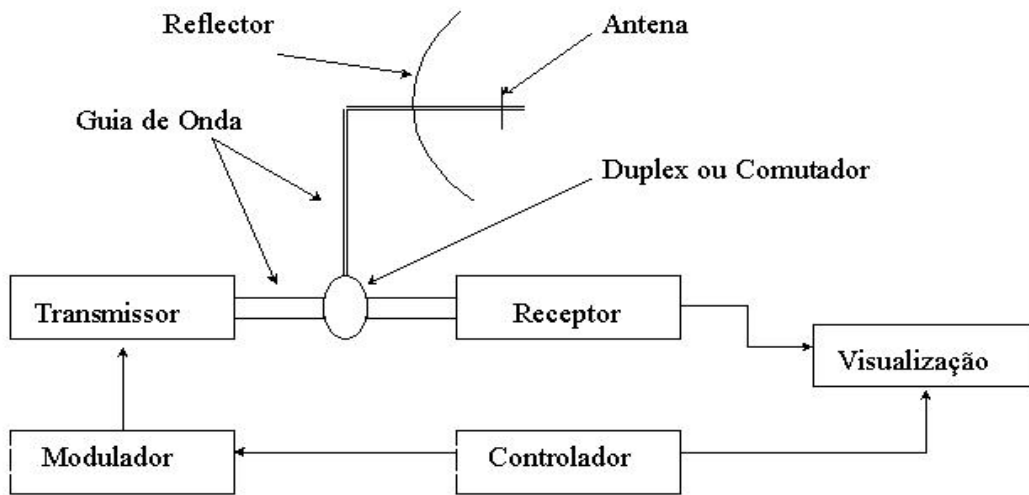 Reflector
Antena
Guia de Onda
Duplex ou Comutador
Transmissor
Receptor
Visualização
Modulador
Controlador